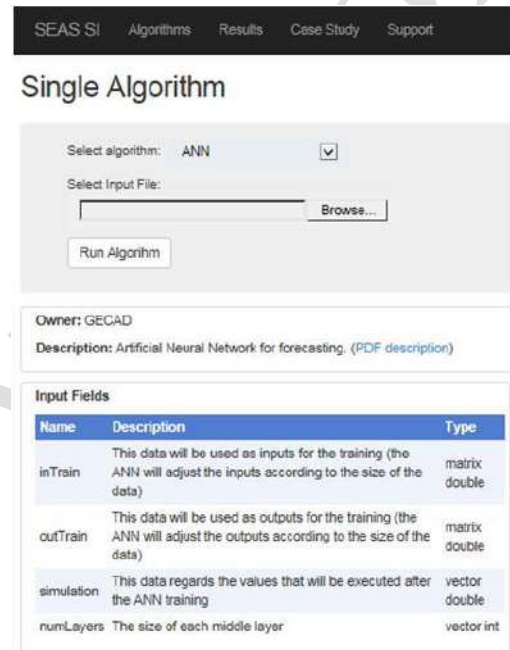 SEAS SI Algorithms Results Case Study Support
Single Algorithm
Select algorithm: ANN
Select Input File:
Browse...
Run Algorihm
Owner: GECAD
Description: Artificial Neural Network for forecasting. (PDF description)
Input Fields
Name Description Type
inTrain This data will be used as inputs for the training (the
ANN will adjust the inputs according to the size of the
data) matrix
double
outTrain This data will be used as outputs for the training (the
ANN will adjust the outputs according to the size of the
data) matrix
double
simulation This data regards the values that will be executed after
the ANN training vector
double
numLayers The size of each middle layer vector int